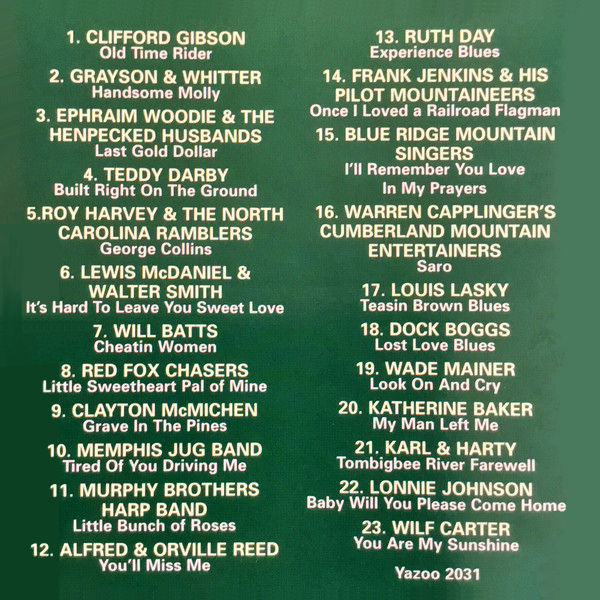 1. CLIFFORD GIBSON
Old Time Rider
2. GRAYSON & WHITTER
Handsome Molly
3. EPHRAIM WOODIE & THE
HENPECKED HUSBANDS
Last Gold Dollar
4. TEDDY DARBY
Built Right On The Ground
5.ROY HARVEY & THE NORTH
CAROLINA RAMBLERS
George Collins
6. LEWIS McDANIEL &
WALTER SMITH
It's Hard To Leave You Sweet Love
7. WILL BATTS
Cheatin Women
8. RED FOX CHASERS
Little Sweetheart Pal of Mine
9. CLAYTON McMICHEN
Grave In The Pines
10. MEMPHIS JUG BAND
Tired Of You Driving Me
11. MURPHY BROTHERS
HARP BAND
Little Bunch of Roses
12. ALFRED & ORVILLE REED
You'll Miss Me
13. RUTH DAY
Experience Blues
14. FRANK JENKINS & HIS
PILOT MOUNTAINEERS
Once I Loved a Railroad Flagman
15. BLUE RIDGE MOUNTAIN
SINGERS
I'll Remember You Love
In My Prayers
16. WARREN CAPPLINGER'S
CUMBERLAND MOUNTAIN
ENTERTAINERS
Saro
17. LOUIS LASKY
Teasin Brown Blues
18. DOCK BOGGS
Lost Love Blues
19. WADE MAINER
Look On And Cry
20. KATHERINE BAKER
My Man Left Me
21. KARL & HARTY
Tombigbee River Farewell
22. LONNIE JOHNSON
Baby Will You Please Come Home
23. WILF CARTER
You Are My Sunshine
Yazoo 2031